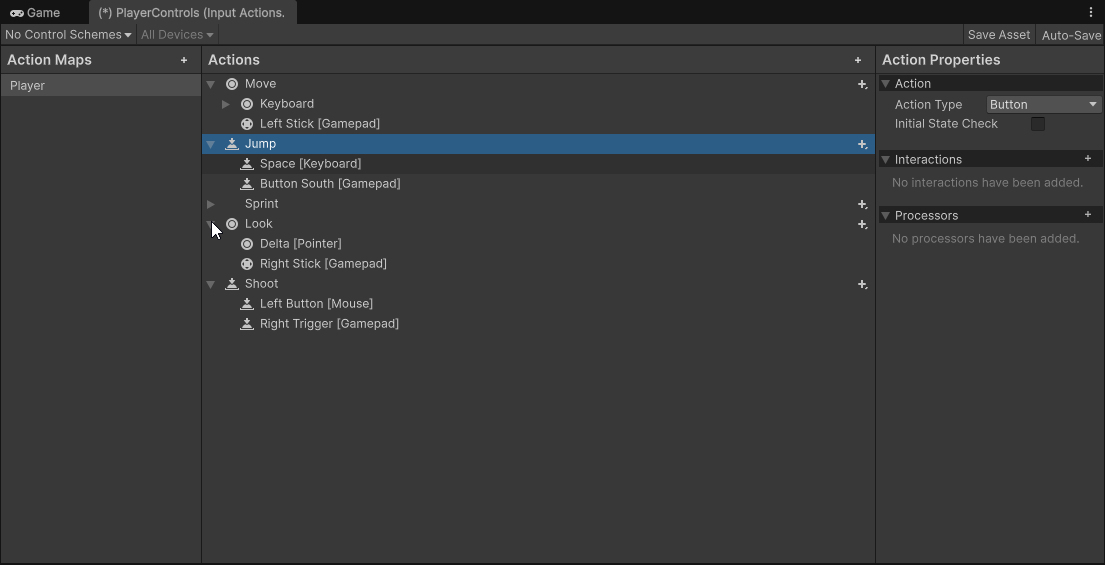 Game
(*) PlayerControls (Input Actions.
No Control Schemes All Devices Save Asset Auto-Save
Action Maps +
Player
Actions +
Move
Keyboard
Left Stick [Gamepad]
Jump
Space [Keyboard]
Button South [Gamepad]
Sprint
Look
Delta [Pointer]
Right Stick [Gamepad]
Shoot
Left Button [Mouse]
Right Trigger [Gamepad]
Action Properties
Action
Action Type Button
Initial State Check
Interactions +
No interactions have been added.
Processors +
No processors have been added.